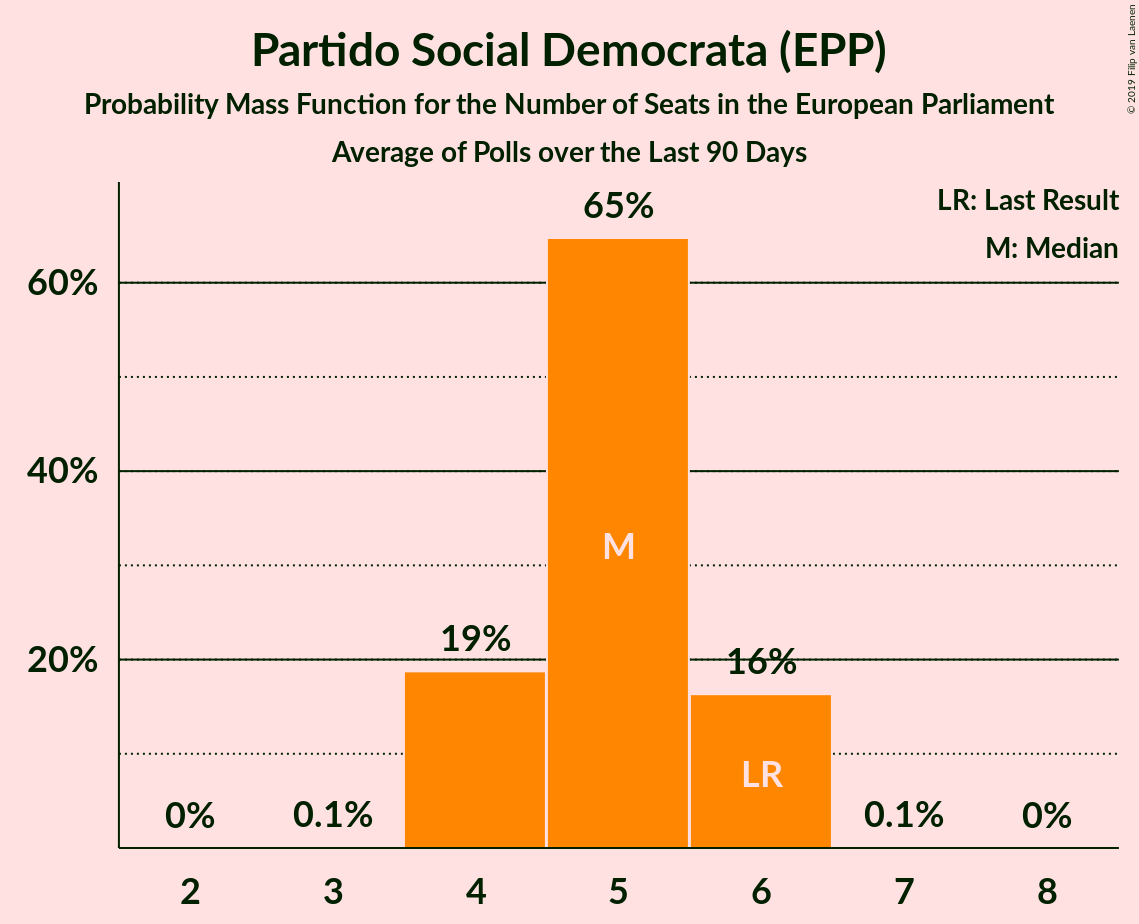 Partido Social Democrata (EPP)
Probability Mass Function for the Number of Seats in the European Parliament
Average of Polls over the Last 90 Days
© 2019 Filip van Laenen
LR: Last Result
M: Median
60%
40%
20%
0%
0.1%
19%
65%
16%
0.1%
0%
M
LR
2 3 4 5 6 7 8